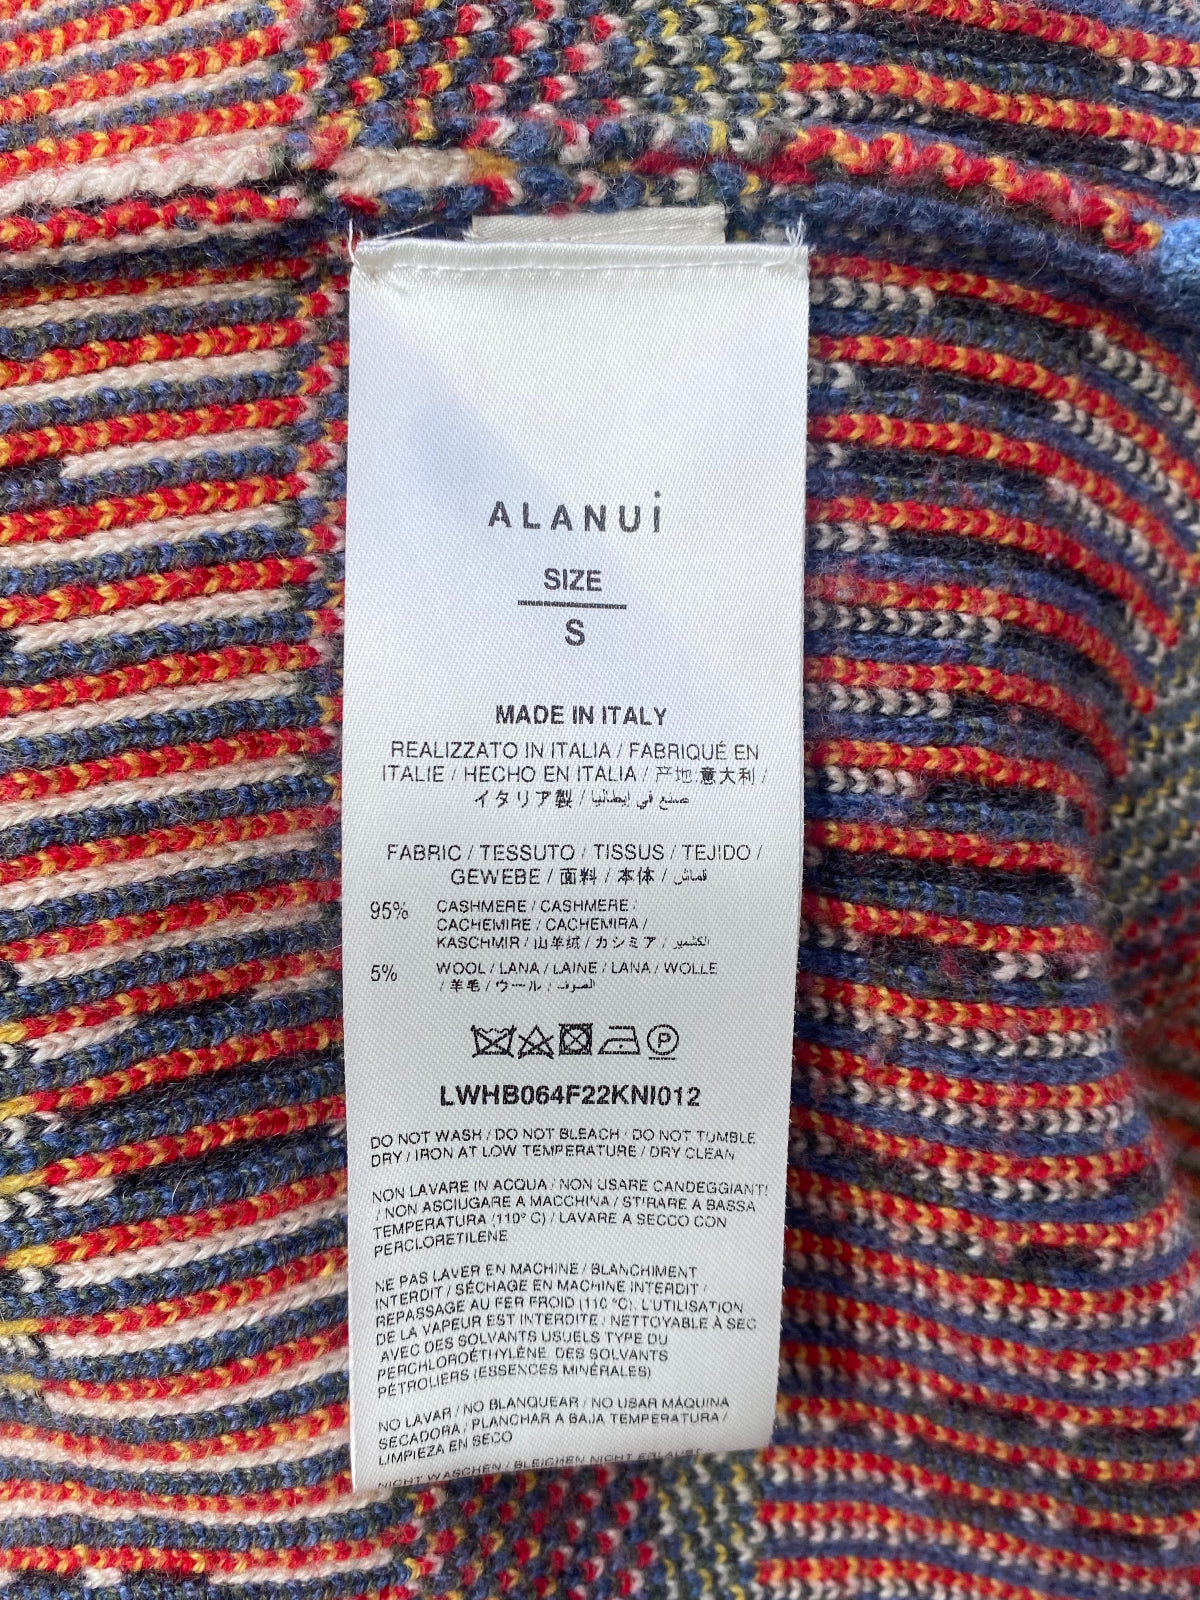 ALANUi
SIZE
S
MADE IN ITALY
REALIZZATO IN ITALIA / FABRIQUÉ EN
ITALIE / HECHO EN ITALIA / 产地:意大利 /
イタリア製 / صنع في إيطاليا
FABRIC / TESSUTO / TISSUS / TEJIDO /
GEWEBE / 面料 / 本体 / قماش
95% CASHMERE / CASHMERE /
CACHEMIRE / CACHEMIRA /
KASCHMIR / 山羊绒 / カシミア / الكشمير
5% WOOL / LANA / LAINE / LANA / WOLLE
/ 羊毛 / ウール / الصوف
P
LWHB064F22KNI012
DO NOT WASH / DO NOT BLEACH / DO NOT TUMBLE
DRY / IRON AT LOW TEMPERATURE / DRY CLEAN
NON LAVARE IN ACQUA / NON USARE CANDEGGIANTI
/ NON ASCIUGARE A MACCHINA / STIRARE A BASSA
TEMPERATURA (110° C) / LAVARE A SECCO CON
PERCLORETILENE
NE PAS LAVER EN MACHINE / BLANCHIMENT
INTERDIT / SÉCHAGE EN MACHINE INTERDIT /
REPASSAGE AU FER FROID (110 °C). L'UTILISATION
DE LA VAPEUR EST INTERDITE / NETTOYABLE À SEC
AVEC DES SOLVANTS USUELS TYPE DU
PERCHLOROÉTHYLÈNE. DES SOLVANTS
PÉTROLIERS (ESSENCES MINÉRALES)
NO LAVAR / NO BLANQUEAR / NO USAR MÁQUINA
SECADORA / PLANCHAR A BAJA TEMPERATURA /
LIMPIEZA EN SECO
NICHT WASCHEN / BLEICHEN NICHT ERLAUBT